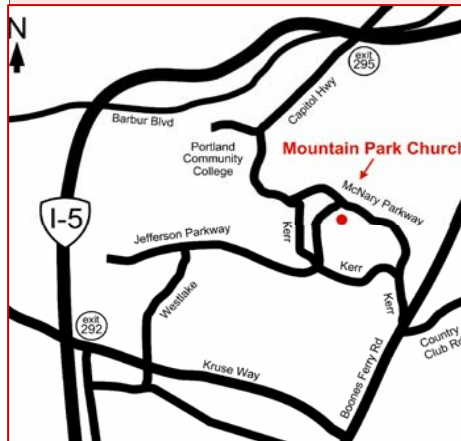 N
exit
295
Capitol Hwy
Barbur Blvd
Portland
Community
College
Mountain Park Church
McNary Parkway
I-5
Kerr
Jefferson Parkway
Kerr
Kerr
Westlake
exit
292
Country
Club Rd
Kruse Way
Boones Ferry Rd